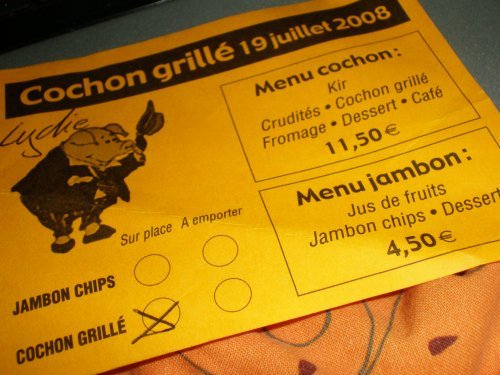 Cochon grillé 19 juillet 2008
Lydie
Menu cochon :
Kir
Crudités • Cochon grillé
Fromage • Dessert • Café
11,50 €
Menu jambon :
Jus de fruits
Jambon chips • Dessert
4,50 €
Sur place A emporter
JAMBON CHIPS
COCHON GRILLÉ